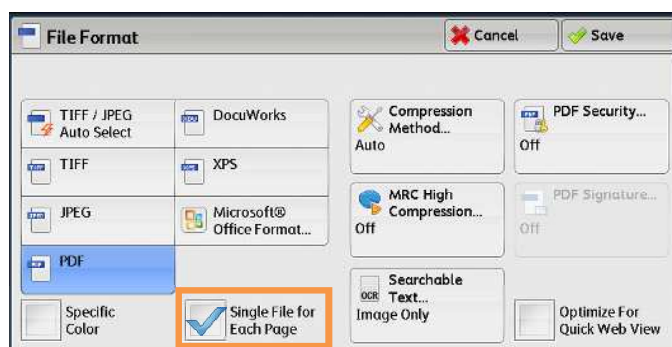 File Format
Cancel
Save
TIFF / JPEG
Auto Select
DocuWorks
TIFF
XPS
JPEG
Microsoft®
Office Format...
PDF
Specific
Color
Single File for
Each Page
Compression
Method...
Auto
PDF Security...
Off
MRC High
Compression...
Off
PDF Signature...
Off
OCR
Searchable
Text...
Image Only
Optimize For
Quick Web View